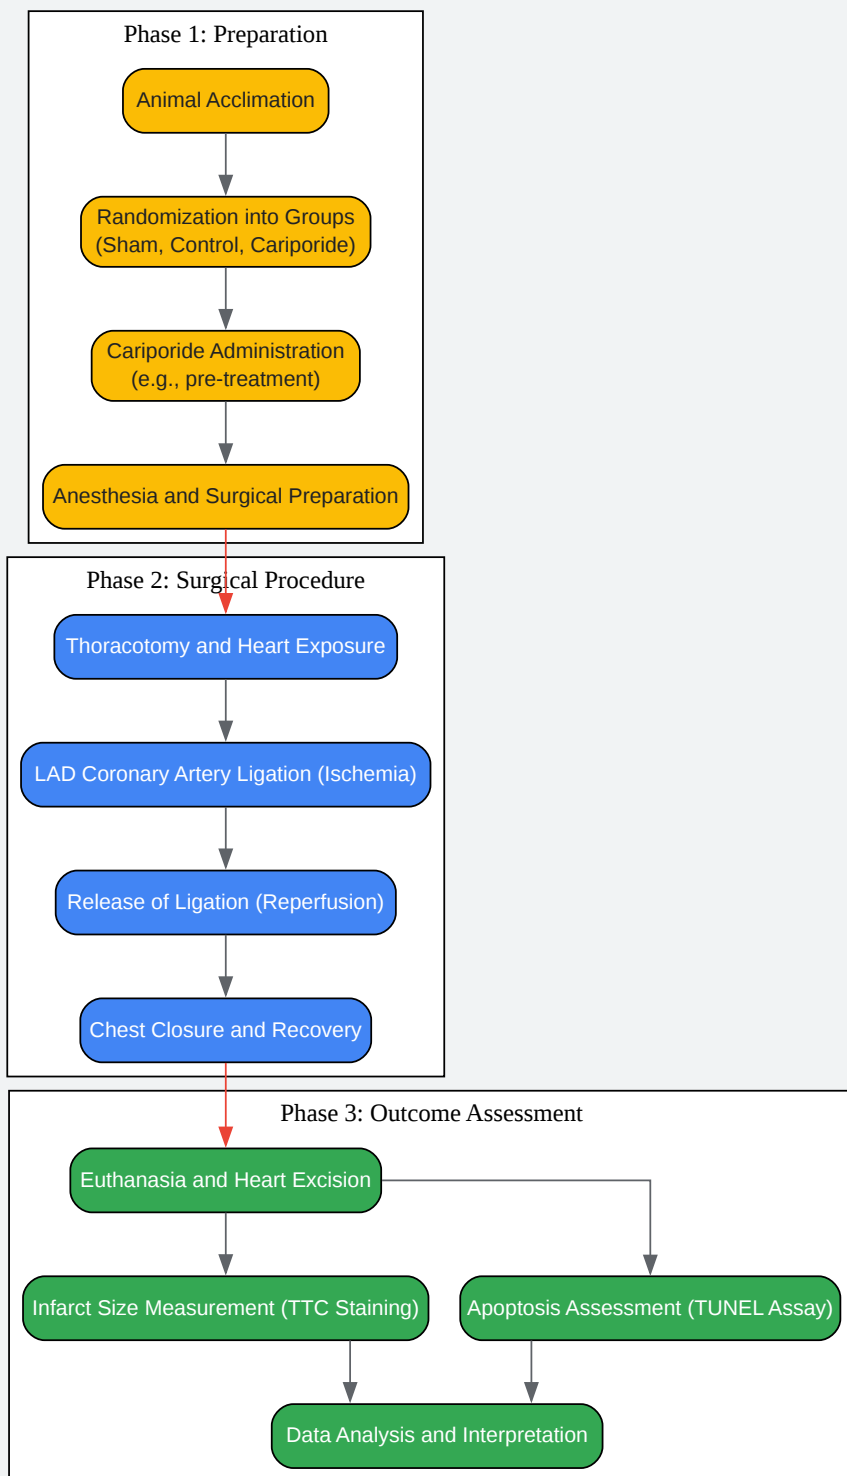 Phase 1: Preparation
Animal Acclimation
Randomization into Groups
(Sham, Control, Cariporide)
Cariporide Administration
(e.g., pre-treatment)
Anesthesia and Surgical Preparation
Phase 2: Surgical Procedure
Thoracotomy and Heart Exposure
LAD Coronary Artery Ligation (Ischemia)
Release of Ligation (Reperfusion)
Chest Closure and Recovery
Phase 3: Outcome Assessment
Euthanasia and Heart Excision
Infarct Size Measurement (TTC Staining)
Apoptosis Assessment (TUNEL Assay)
Data Analysis and Interpretation